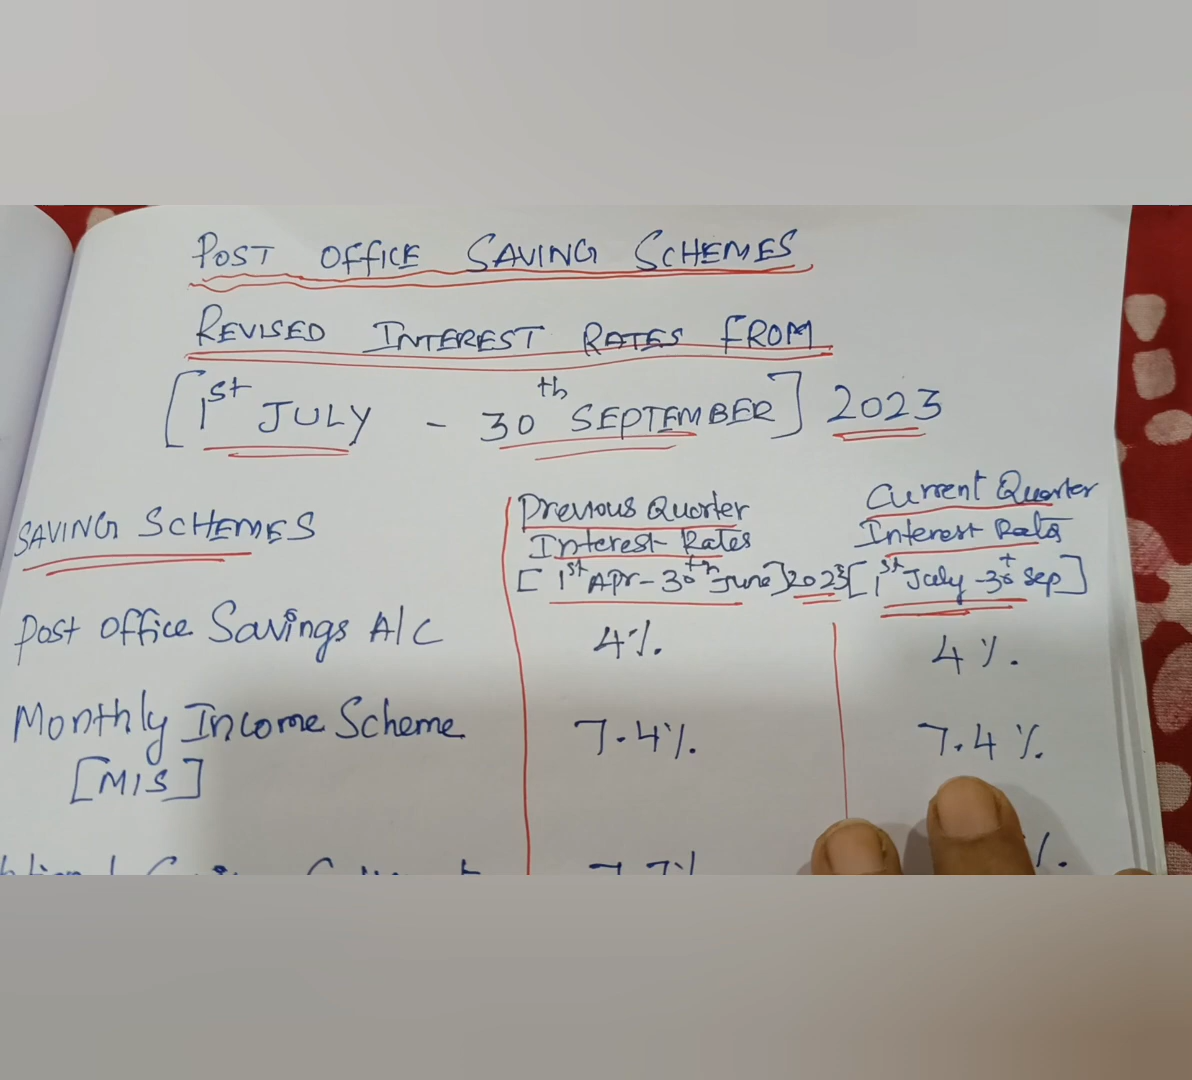 POST OFFICE SAVING SCHEMES
REVISED INTEREST RATES FROM
[1st JULY - 30th SEPTEMBER] 2023
SAVING SCHEMES
Previous Quarter
Interest Rates
[1st Apr - 30th June] 2023
Current Quarter
Interest Rates
[1st July - 30t Sep]
Post Office Savings A/C 4% 4%
Monthly Income Scheme 7.4% 7.4%
[MIS]